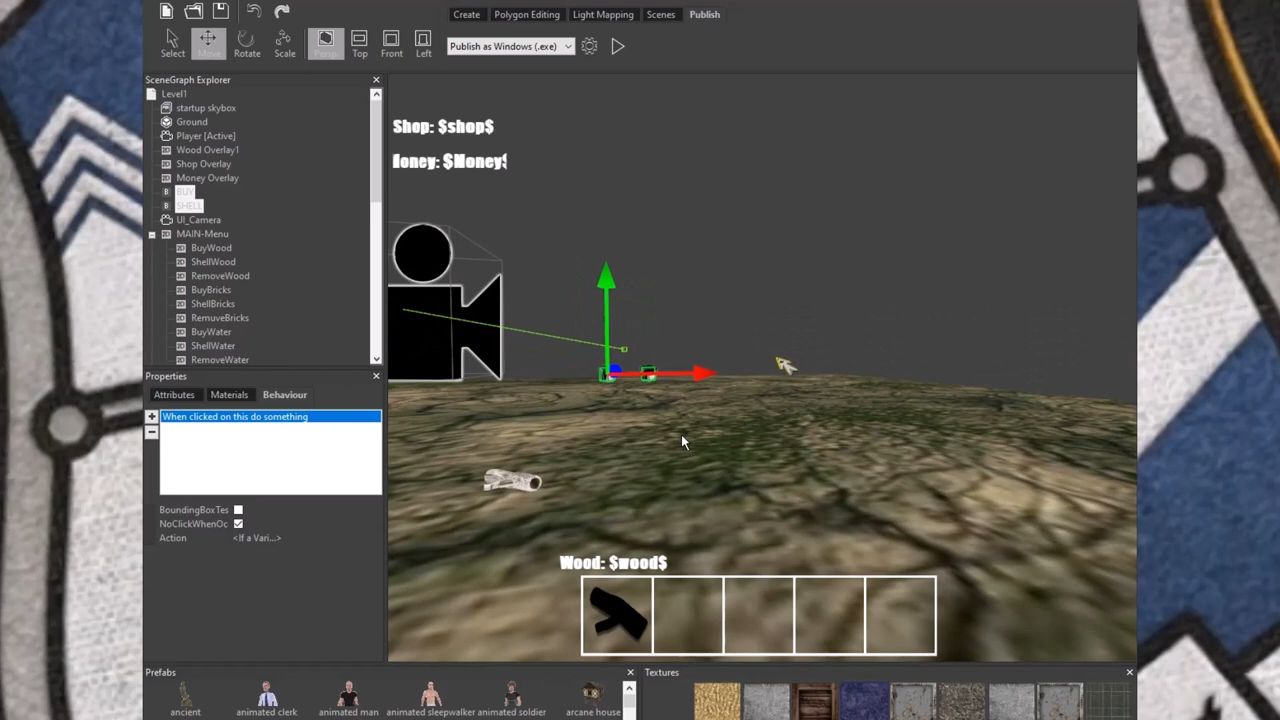 Create Polygon Editing Light Mapping Scenes Publish
Select Move Rotate Scale Persp. Top Front Left Publish as Windows (.exe)
SceneGraph Explorer
Level1
startup skybox
Ground
Player [Active]
Wood Overlay1
Shop Overlay
Money Overlay
BUY
SHELL
UI_Camera
MAIN-Menu
BuyWood
ShellWood
RemoveWood
BuyBricks
ShellBricks
RemuveBricks
BuyWater
ShellWater
RemoveWater
Properties
Attributes Materials Behaviour
When clicked on this do something
BoundingBoxTes
NoClickWhenOc
Action <If a Vari...>
Shop: $shop$
Money: $Money$
Wood: $wood$
Prefabs
ancient animated clerk animated man animated sleepwalker animated soldier arcane house
Textures